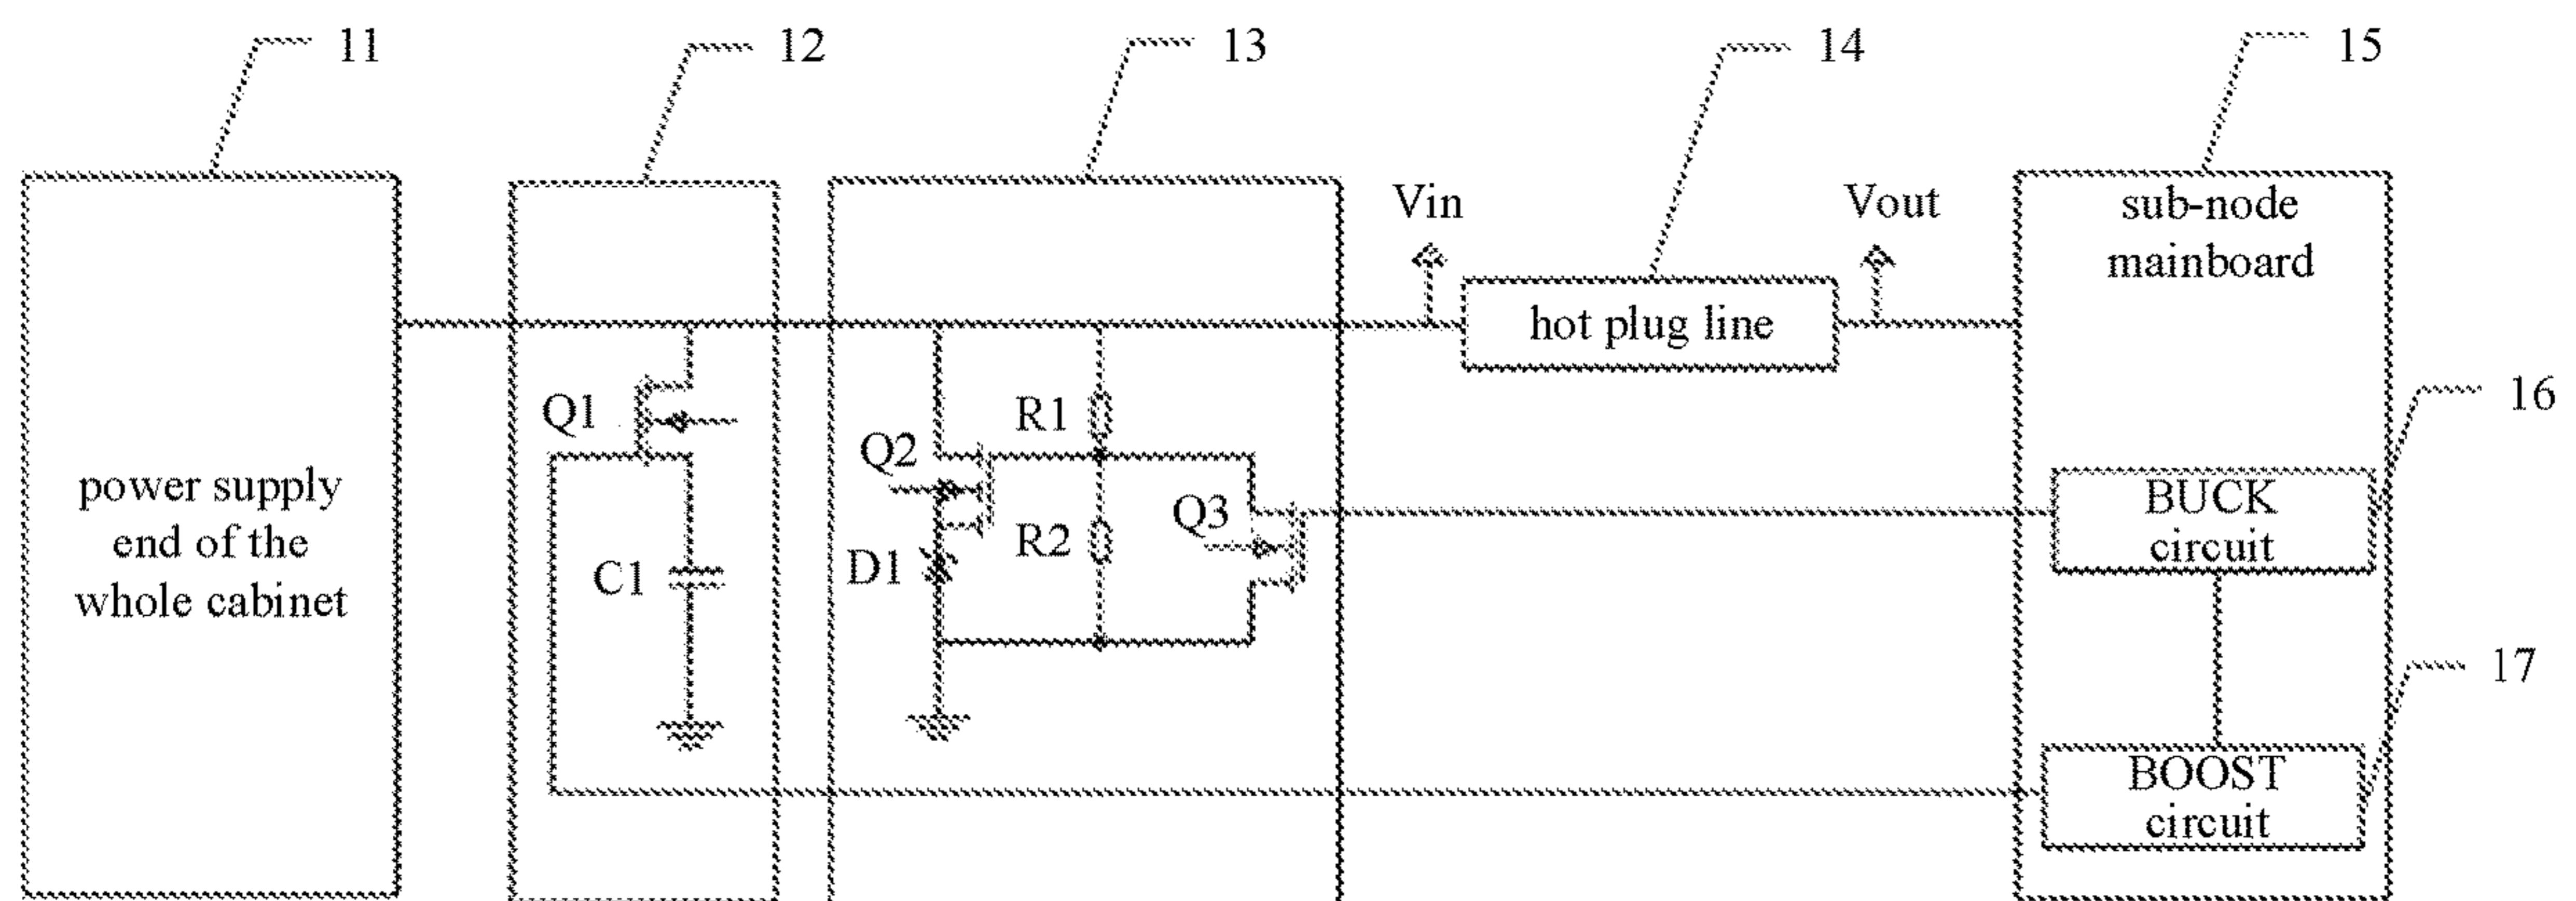 11
12
13
14
15
Vin
Vout
sub-node
mainboard
hot plug line
Q1
R1
16
Q2
power supply
end of the
whole cabinet
BUCK
circuit
Q3
R2
D1
C1
17
BOOST
circuit